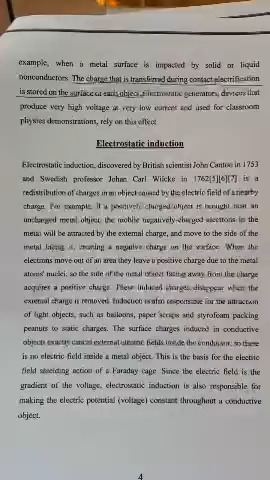 example, when a metal surface is impacted by solid or liquid
nonconductors. The charge that is transferred during contact electrification
is stored on the surface of each object. Electrostatic generators, devices that
produce very high voltage at very low current and used for classroom
physics demonstrations, rely on this effect
Electrostatic induction
Electrostatic induction, discovered by British scientist John Canton in 1753
and Swedish professor Johan Carl Wilcke in 1762[5][6][7] is a
redistribution of charges in an object caused by the electric field of a nearby
charge. For example, if a positively charged object is brought near an
uncharged metal object, the mobile negatively-charged electrons in the
metal will be attracted by the external charge, and move to the side of the
metal facing it, creating a negative charge on the surface. When the
electrons move out of an area they leave a positive charge due to the metal
atoms' nuclei, so the side of the metal object facing away from the charge
acquires a positive charge. These induced charges disappear when the
external charge is removed. Induction is also responsible for the attraction
of light objects, such as balloons, paper scraps and styrofoam packing
peanuts to static charges. The surface charges induced in conductive
objects exactly cancel external electric fields inside the conductor, so there
is no electric field inside a metal object. This is the basis for the electric
field shielding action of a Faraday cage. Since the electric field is the
gradient of the voltage, electrostatic induction is also responsible for
making the electric potential (voltage) constant throughout a conductive
object.
4